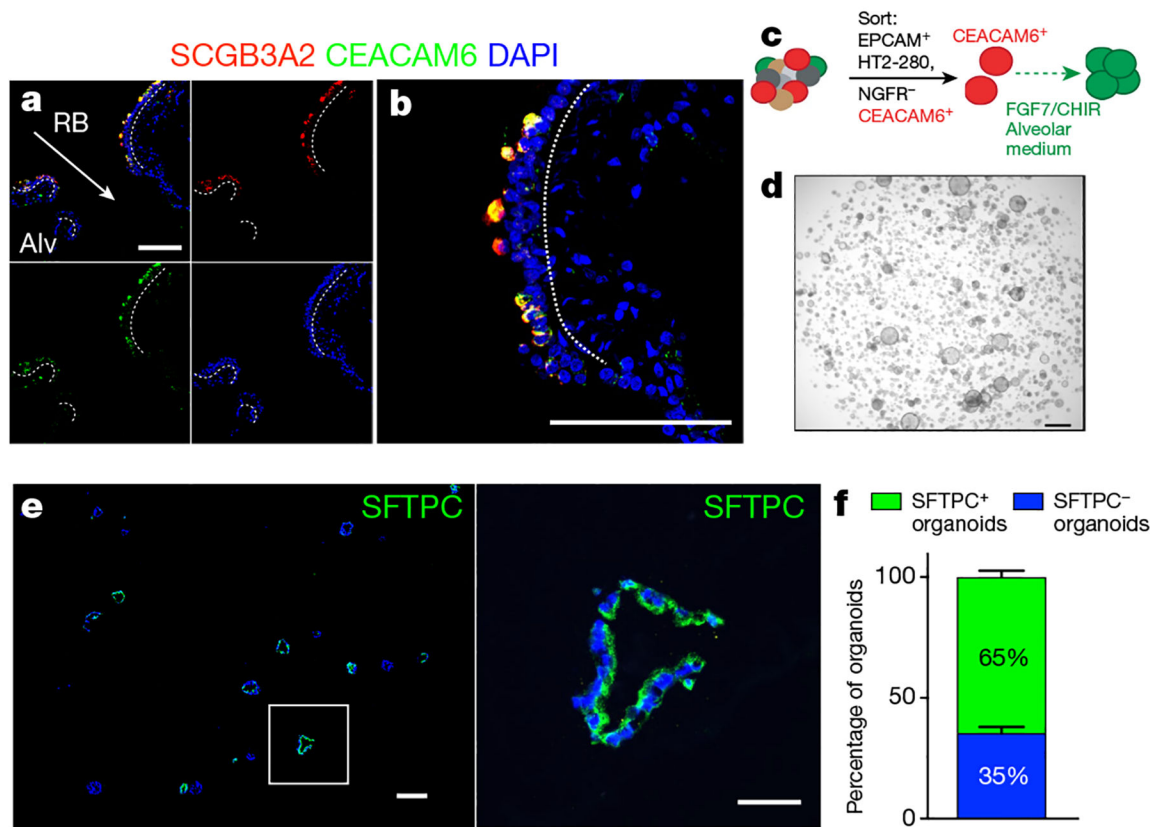 SCGB3A2 CEACAM6 DAPI
a
RB
Alv
b
c
Sort:
EPCAM⁺
HT2-280,
NGFR⁻
CEACAM6⁺
CEACAM6⁺
FGF7/CHIR
Alveolar
medium
d
e
SFTPC
SFTPC
f
SFTPC⁺
organoids
SFTPC⁻
organoids
Percentage of organoids
100
50
0
65%
35%